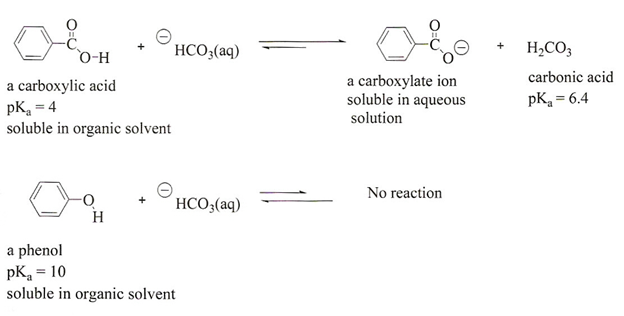 O
C
O-H
+
⊖
HCO₃(aq)
O
C
O ⊖
+
H₂CO₃
a carboxylic acid
pKₐ = 4
soluble in organic solvent
a carboxylate ion
soluble in aqueous
solution
carbonic acid
pKₐ = 6.4
O
H
+
⊖
HCO₃(aq)
No reaction
a phenol
pKₐ = 10
soluble in organic solvent